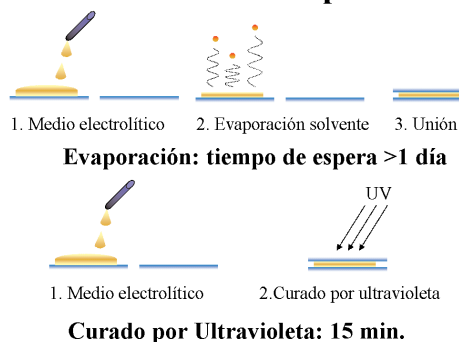 1. Medio electrolítico
2. Evaporación solvente
3. Unión
Evaporación: tiempo de espera >1 día
UV
1. Medio electrolítico
2.Curado por ultravioleta
Curado por Ultravioleta: 15 min.